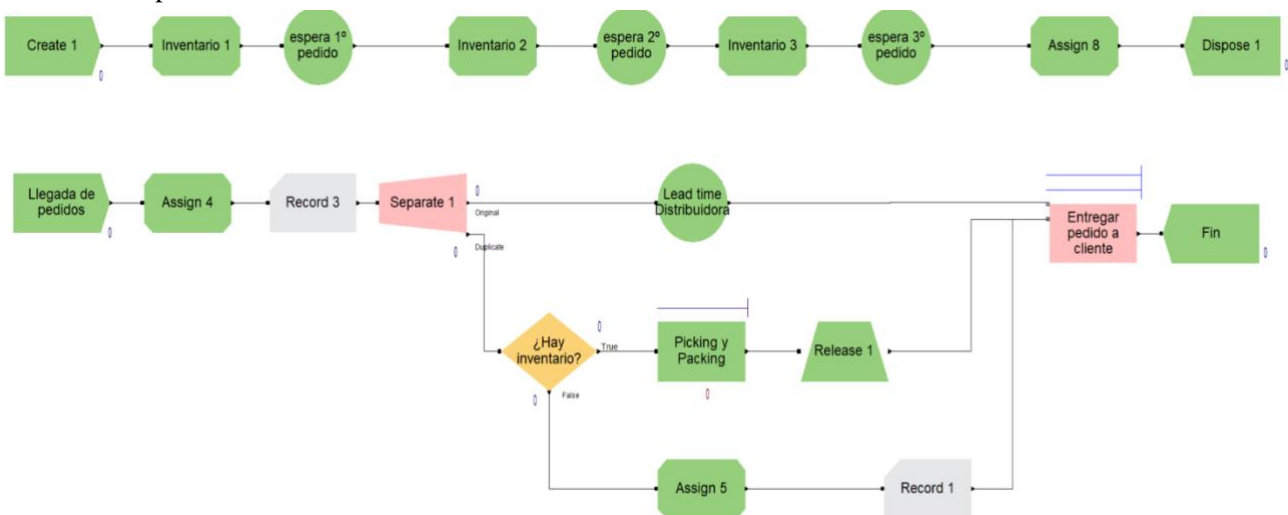 Create 1
Inventario 1
espera 1º
pedido
Inventario 2
espera 2º
pedido
Inventario 3
espera 3º
pedido
Assign 8
Dispose 1
0
0
Llegada de
pedidos
Assign 4
Record 3
Separate 1
0
Original
Lead time
Distribuidora
Entregar
pedido a
cliente
Fin
0
0
Duplicate
0
¿Hay
inventario?
0
True
Picking y
Packing
Release 1
0
False
0
Assign 5
Record 1